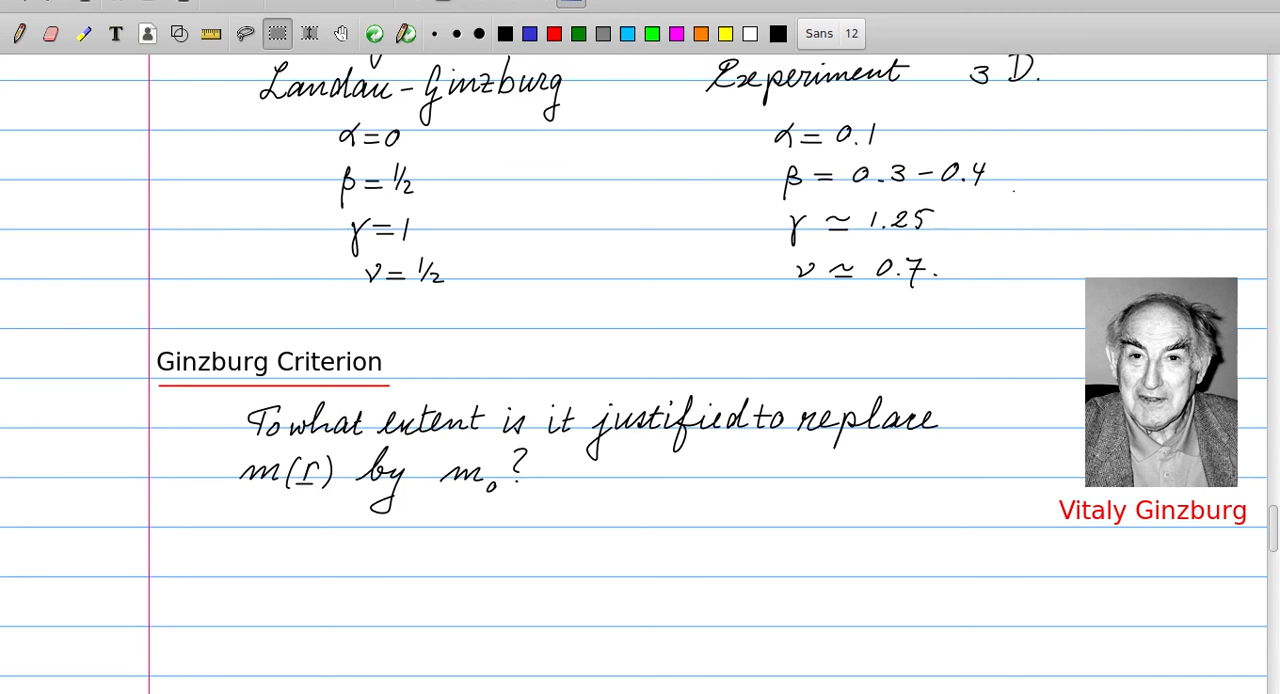 Sans 12
Landau-Ginzburg Experiment 3 D.
α=0 α = 0.1
β = 1/2 β = 0.3 - 0.4
γ = 1 γ ≃ 1.25
ν = 1/2 ν ≃ 0.7.
Ginzburg Criterion
To what extent is it justified to replace
m(r) by m₀?
Vitaly Ginzburg